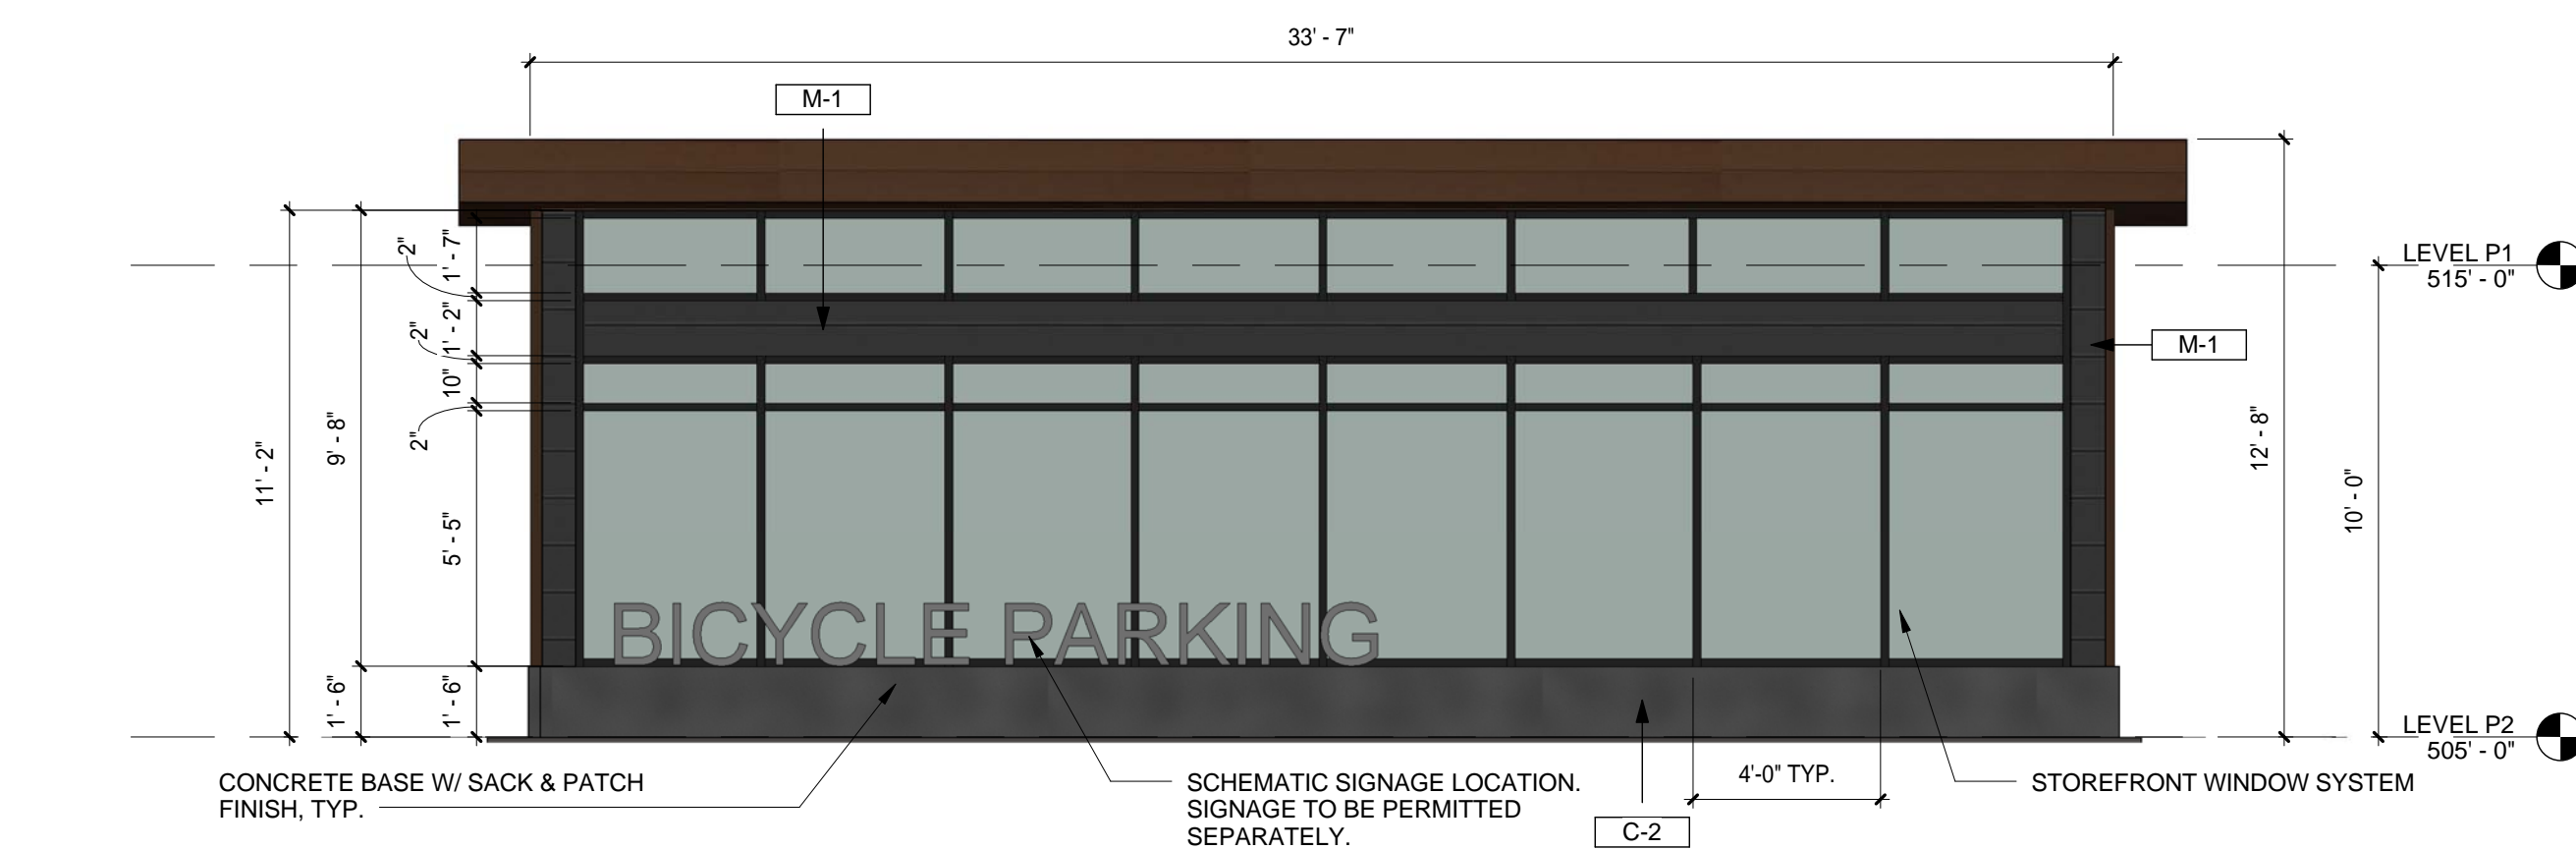 33' - 7"
M-1
2"
1' - 7"
LEVEL P1
515' - 0"
2"
1' - 2"
M-1
10"
2"
11' - 2"
9' - 8"
5' - 5"
12' - 8"
10' - 0"
BICYCLE PARKING
1' - 6"
1' - 6"
LEVEL P2
505' - 0"
CONCRETE BASE W/ SACK & PATCH
FINISH, TYP.
SCHEMATIC SIGNAGE LOCATION.
SIGNAGE TO BE PERMITTED
SEPARATELY.
4'-0" TYP.
C-2
STOREFRONT WINDOW SYSTEM